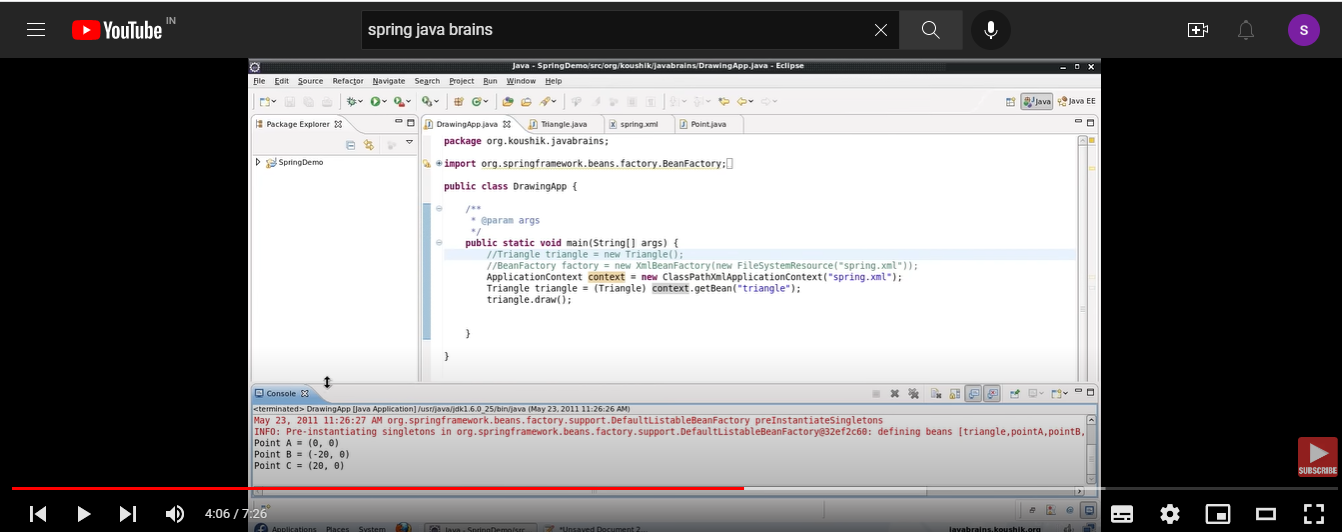 YouTube IN
spring java brains
S
Java - SpringDemo/src/org/koushik/javabrains/DrawingApp.java - Eclipse
File Edit Source Refactor Navigate Search Project Run Window Help
Java Java EE
Package Explorer
DrawingApp.java Triangle.java spring.xml Point.java
SpringDemo
package org.koushik.javabrains;
import org.springframework.beans.factory.BeanFactory;
public class DrawingApp {
/**
* @param args
*/
public static void main(String[] args) {
//Triangle triangle = new Triangle();
//BeanFactory factory = new XmlBeanFactory(new FileSystemResource("spring.xml"));
ApplicationContext context = new ClassPathXmlApplicationContext("spring.xml");
Triangle triangle = (Triangle) context.getBean("triangle");
triangle.draw();
}
}
Console
<terminated> DrawingApp [Java Application] /usr/java/jdk1.6.0_25/bin/java (May 23, 2011 11:26:26 AM)
May 23, 2011 11:26:27 AM org.springframework.beans.factory.support.DefaultListableBeanFactory preInstantiateSingletons
INFO: Pre-instantiating singletons in org.springframework.beans.factory.support.DefaultListableBeanFactory@32ef2c60: defining beans [triangle,pointA,pointB,
Point A = (0, 0)
Point B = (-20, 0)
Point C = (20, 0)
SUBSCRIBE
4:06 / 7:26
Applications Places System Java - SpringDemo/src... *Unsaved Document 2... javabrains.koushik.org